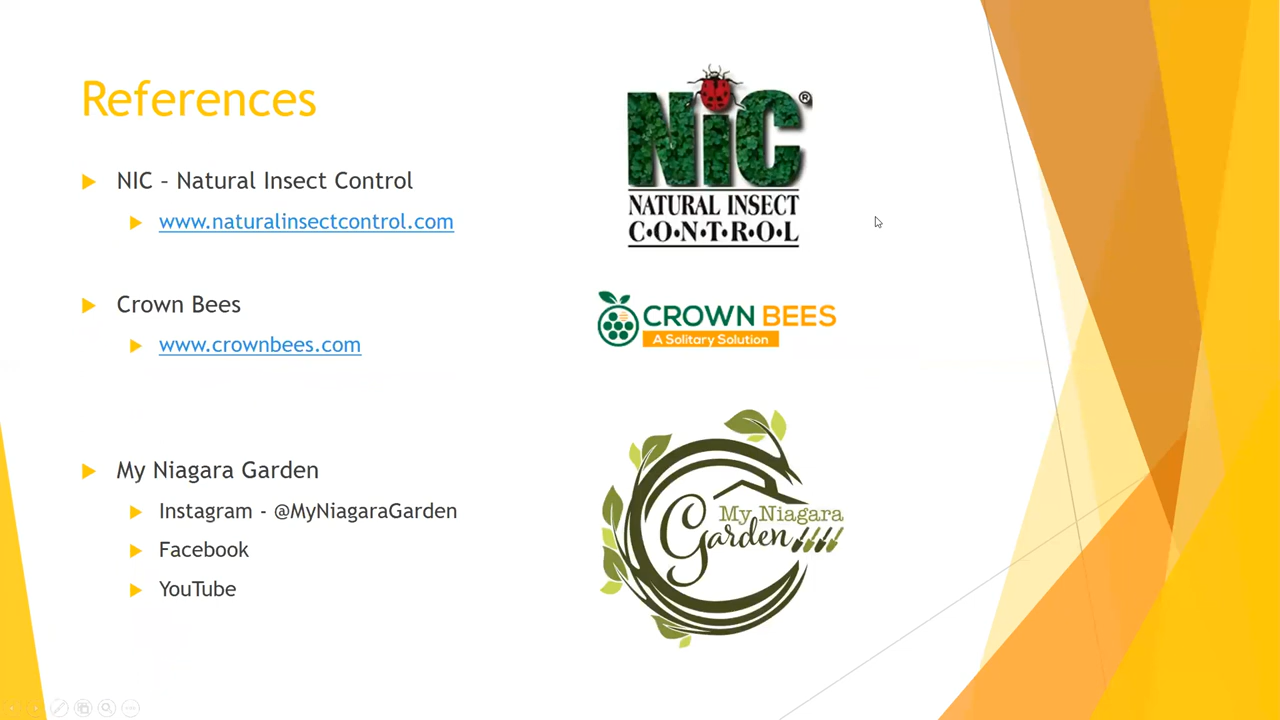 References
NIC – Natural Insect Control
www.naturalinsectcontrol.com
Crown Bees
www.crownbees.com
My Niagara Garden
Instagram - @MyNiagaraGarden
Facebook
YouTube
NiC®
NATURAL INSECT
C•O•N•T•R•O•L
CROWN BEES
A Solitary Solution
My Niagara
Garden